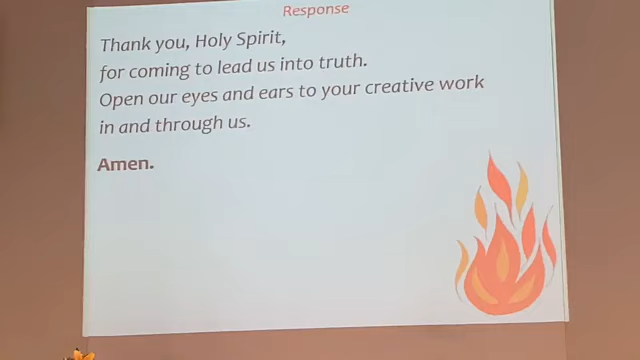 Response
Thank you, Holy Spirit,
for coming to lead us into truth.
Open our eyes and ears to your creative work
in and through us.
Amen.